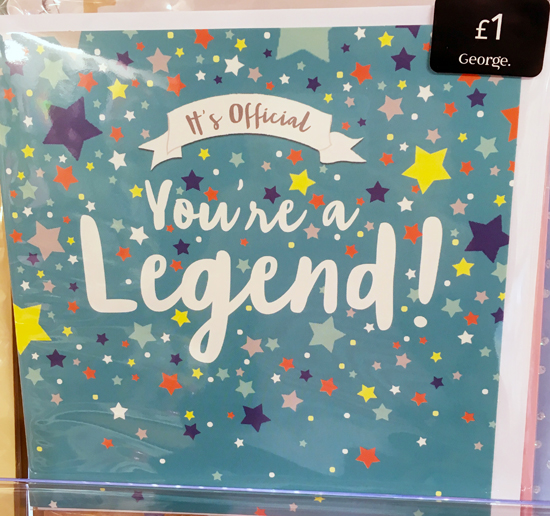 £1
George.
It's Official
You're a
Legend!